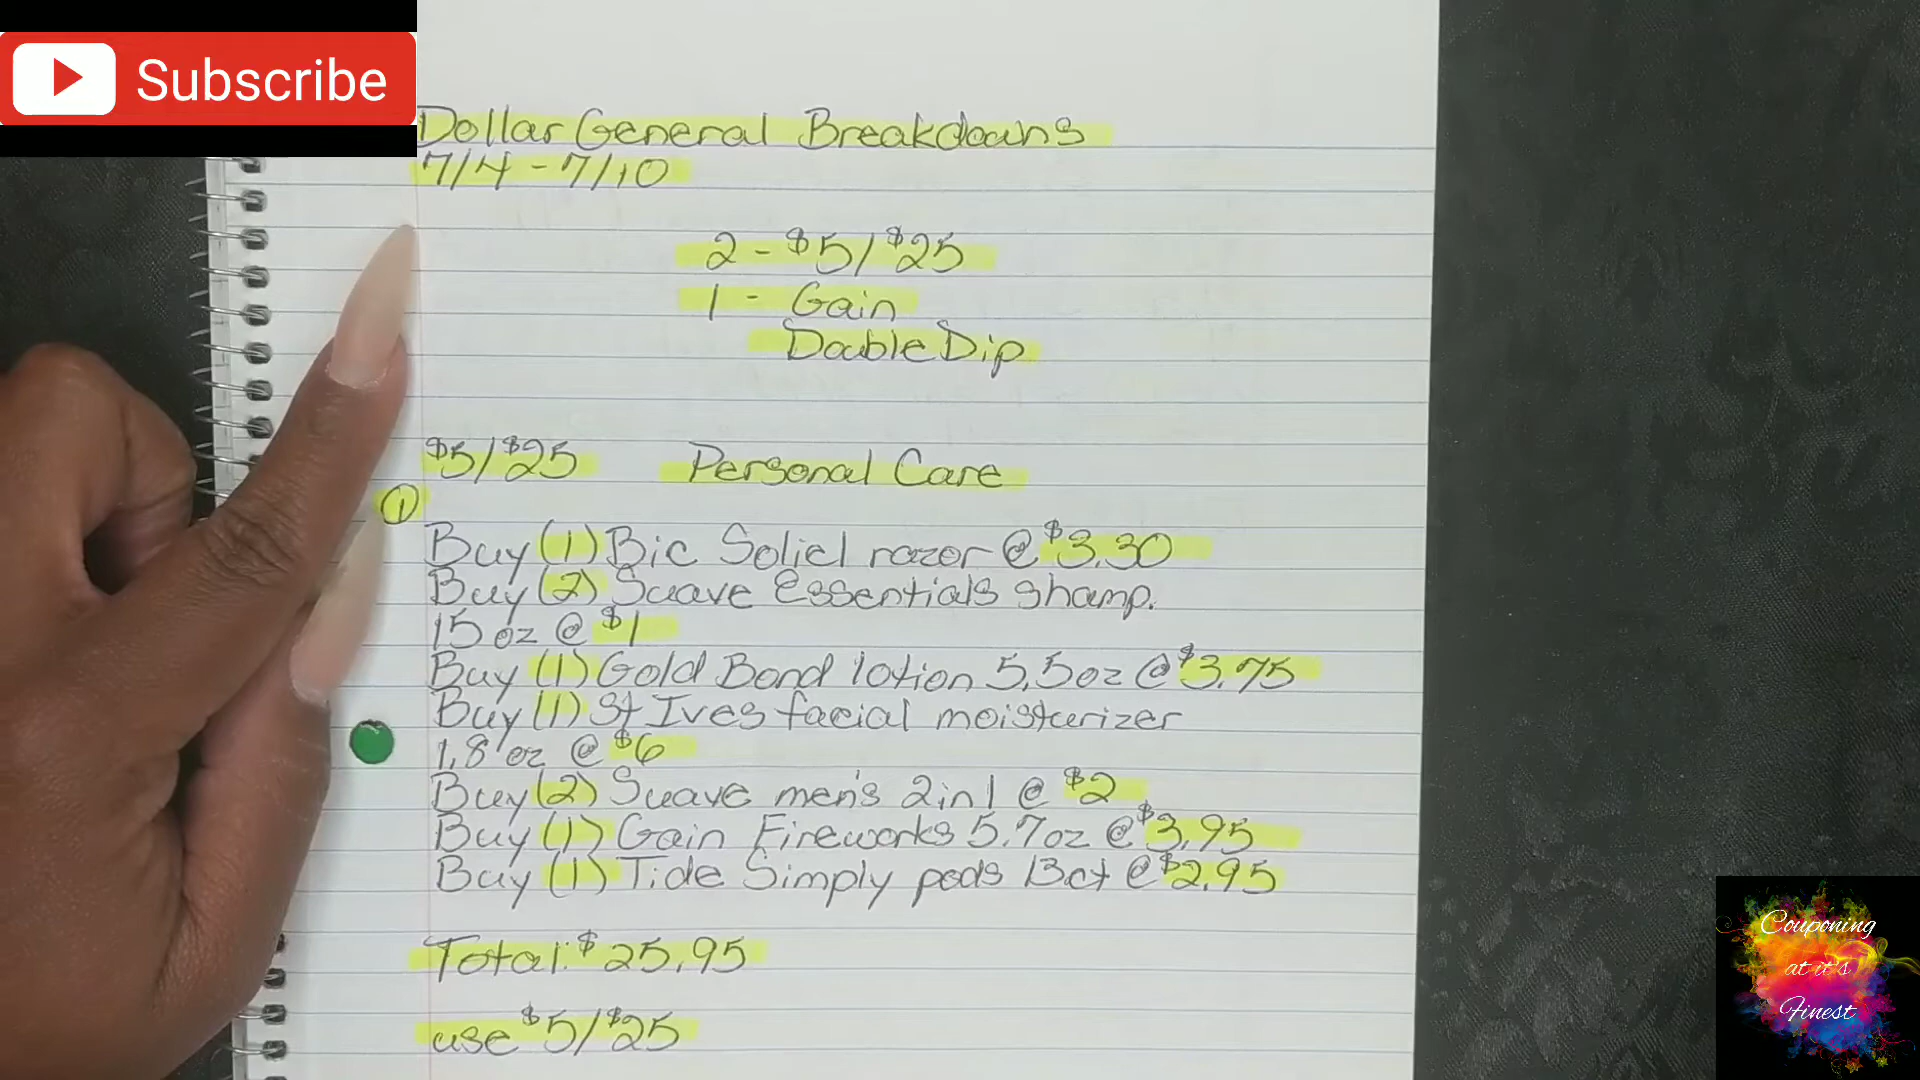 Subscribe
Dollar General Breakdowns
7/4 - 7/10
2 - $5/$25
1 - Gain
Double Dip
$5/$25 Personal Care
1
Buy (1) Bic Soliel razor @ $3.30
Buy (2) Suave Essentials shamp.
15 oz @ $1
Buy (1) Gold Bond lotion 5.5oz @ $3.75
Buy (1) St Ives facial moisturizer
1.8 oz @ $6
Buy (2) Suave men's 2in1 @ $2
Buy (1) Gain Fireworks 5.7oz @ $3.95
Buy (1) Tide Simply pods 13ct @ $2.95
Total: $25.95
use $5/$25
Couponing
at it's
Finest